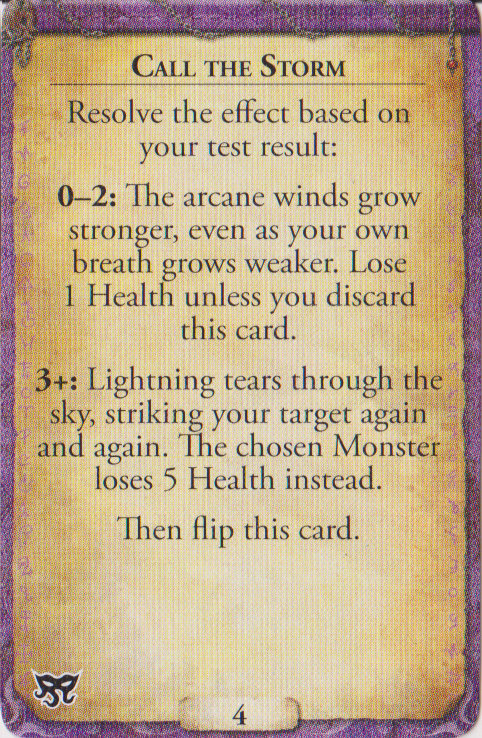 Call the Storm
Resolve the effect based on
your test result:
0–2: The arcane winds grow
stronger, even as your own
breath grows weaker. Lose
1 Health unless you discard
this card.
3+: Lightning tears through the
sky, striking your target again
and again. The chosen Monster
loses 5 Health instead.
Then flip this card.
4